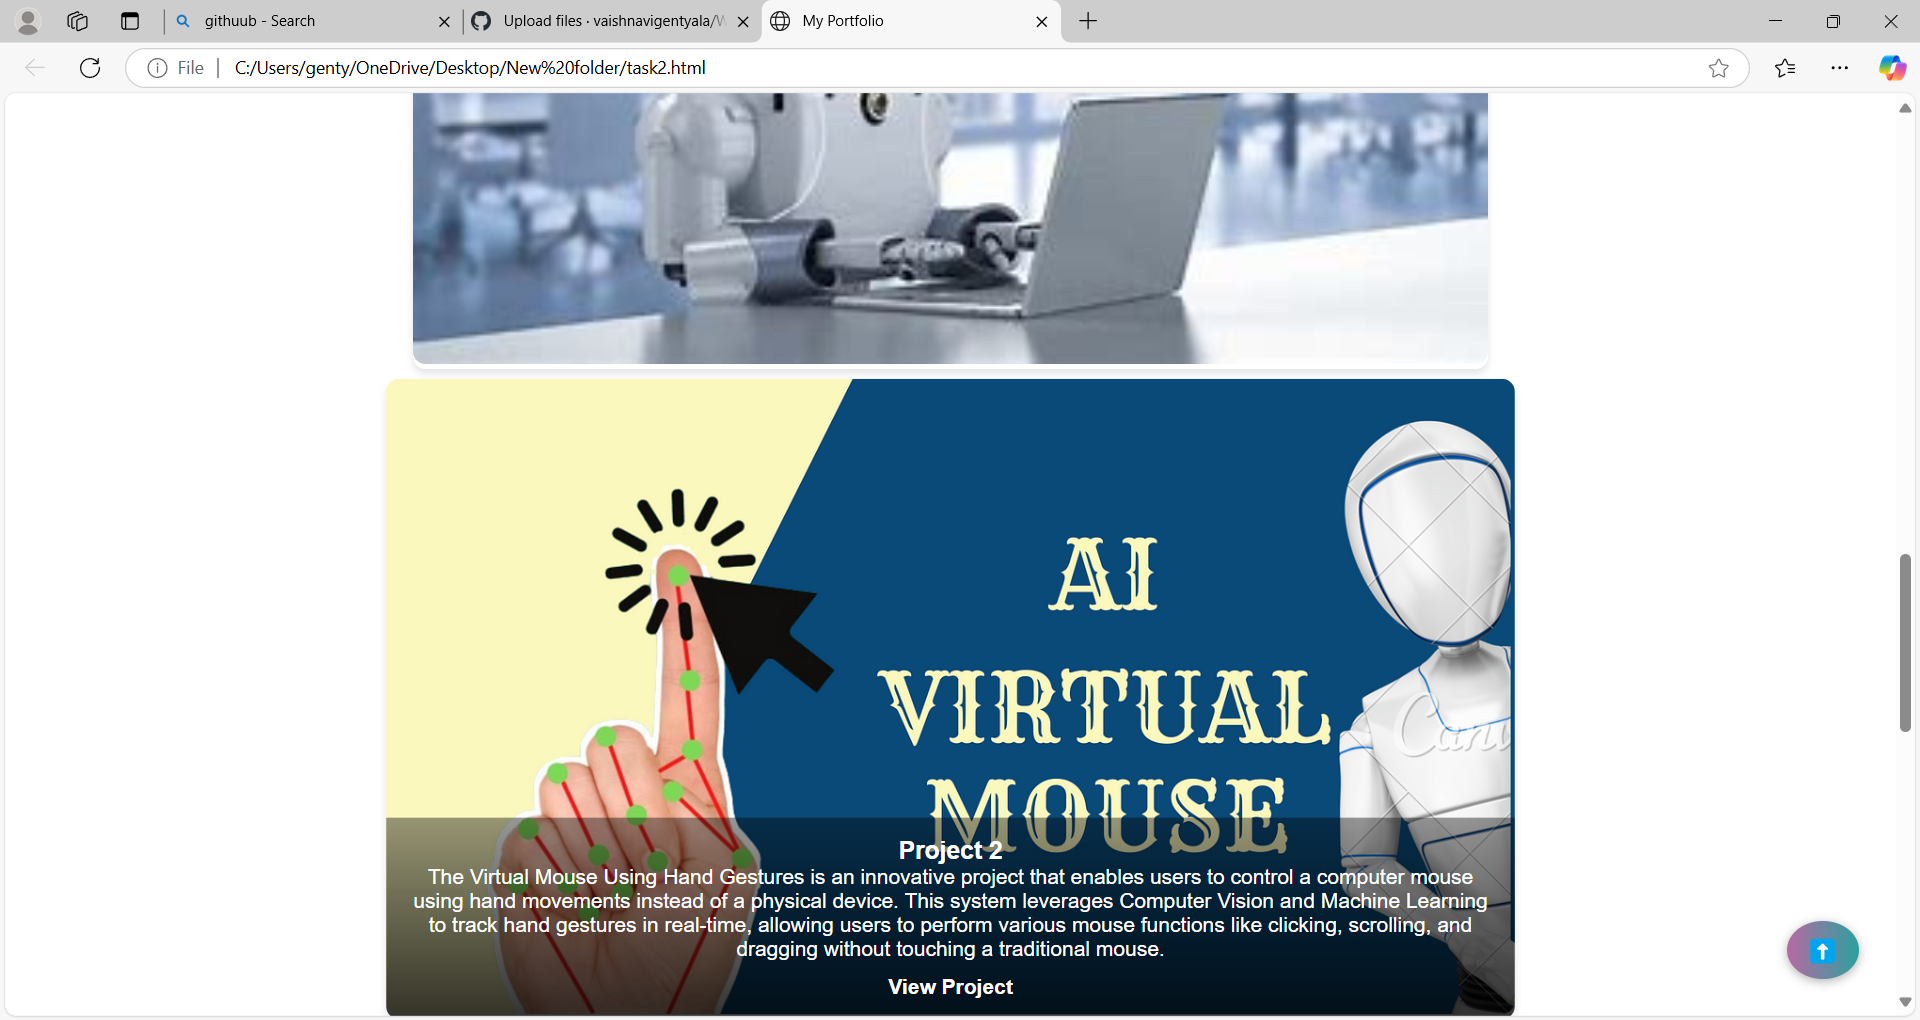 githuub - Search
Upload files · vaishnavigentyala/
My Portfolio
File
C:/Users/genty/OneDrive/Desktop/New%20folder/task2.html
AI
VIRTUAL
MOUSE
Project 2
The Virtual Mouse Using Hand Gestures is an innovative project that enables users to control a computer mouse
using hand movements instead of a physical device. This system leverages Computer Vision and Machine Learning
to track hand gestures in real-time, allowing users to perform various mouse functions like clicking, scrolling, and
dragging without touching a traditional mouse.
View Project